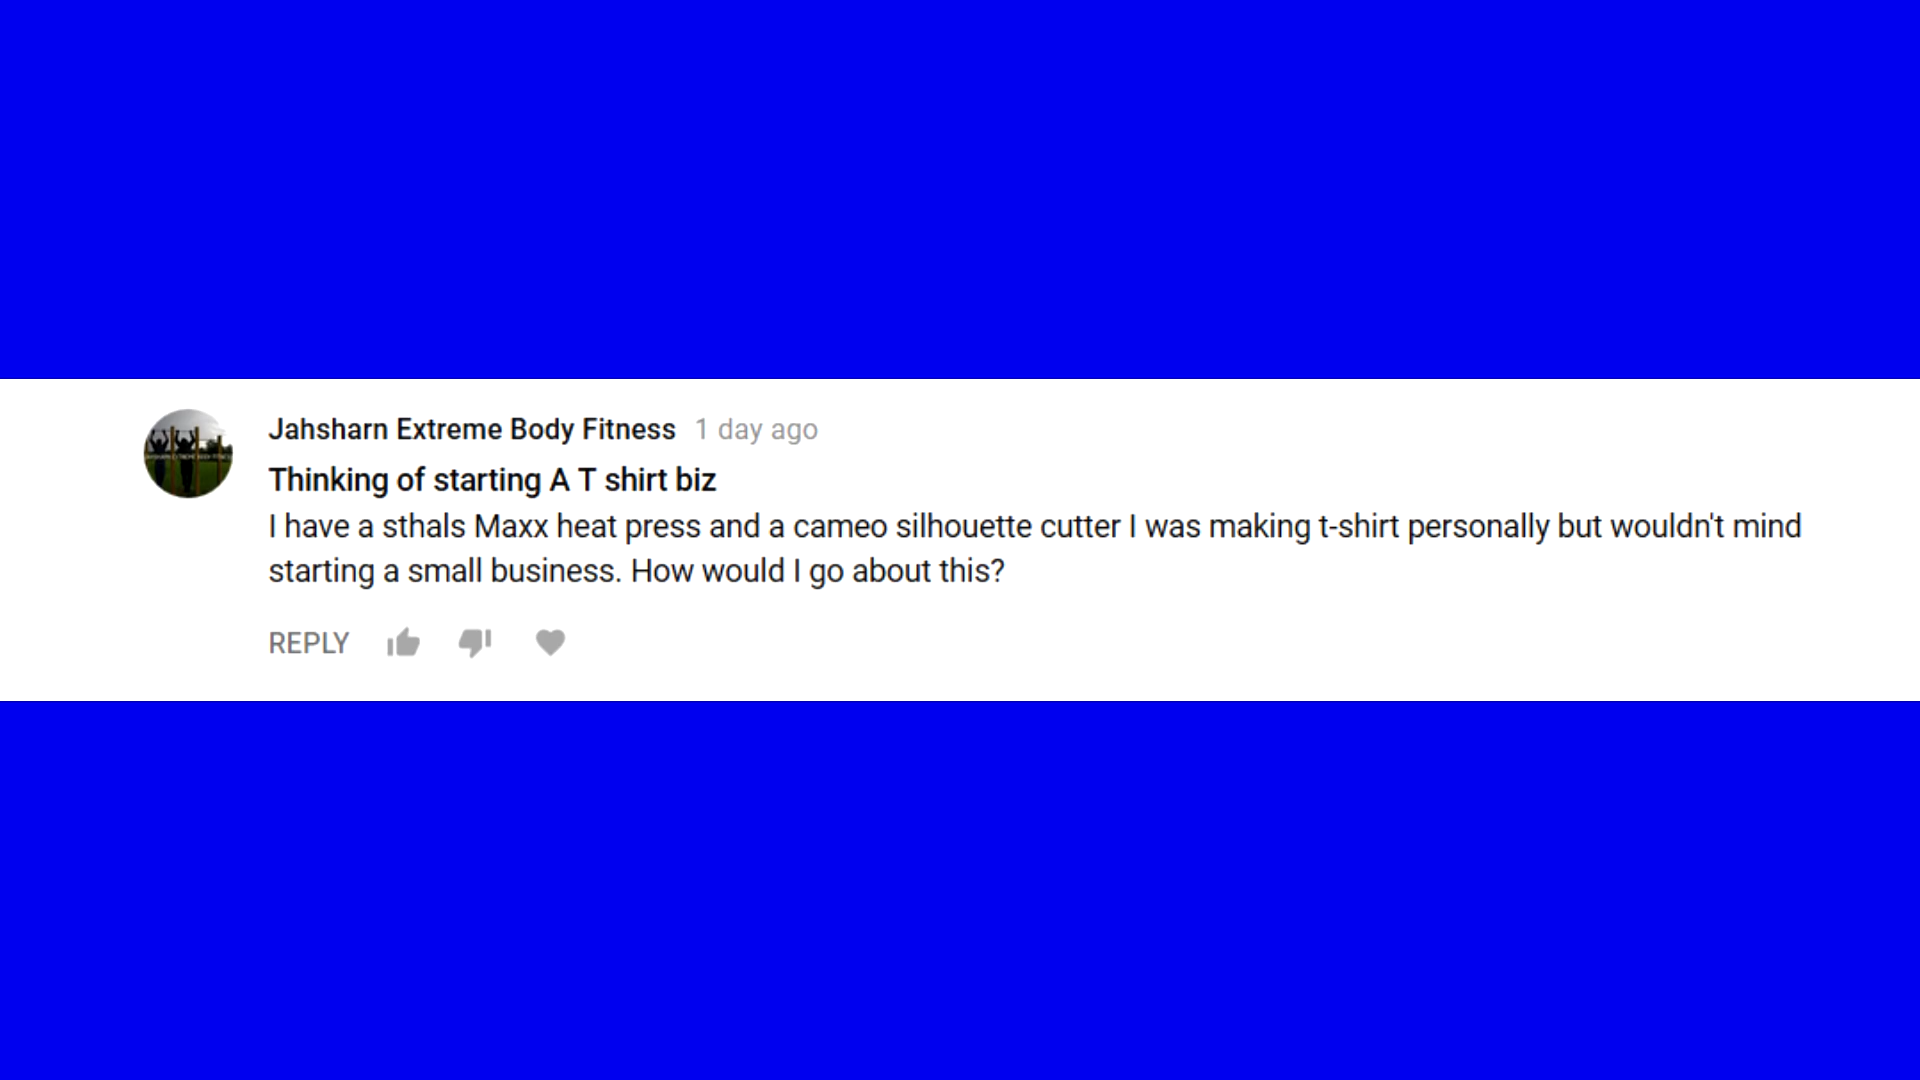 Jahsharn Extreme Body Fitness 1 day ago
Thinking of starting A T shirt biz
I have a sthals Maxx heat press and a cameo silhouette cutter I was making t-shirt personally but wouldn't mind
starting a small business. How would I go about this?
REPLY